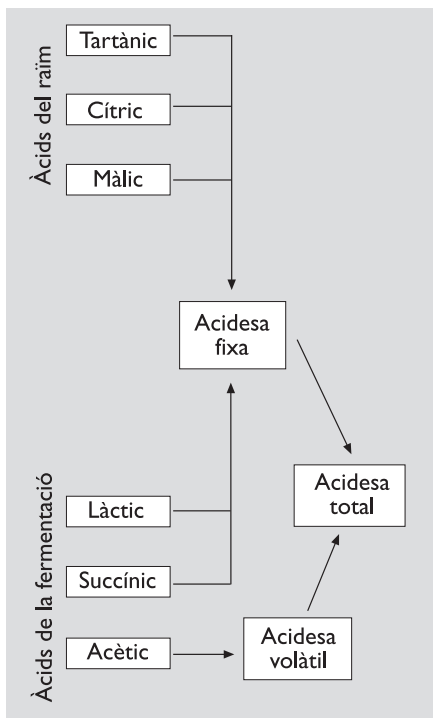 Àcids del raïm
Tartànic
Cítric
Màlic
Acidesa
fixa
Àcids de la fermentació
Làctic
Succínic
Acètic
Acidesa
volàtil
Acidesa
total